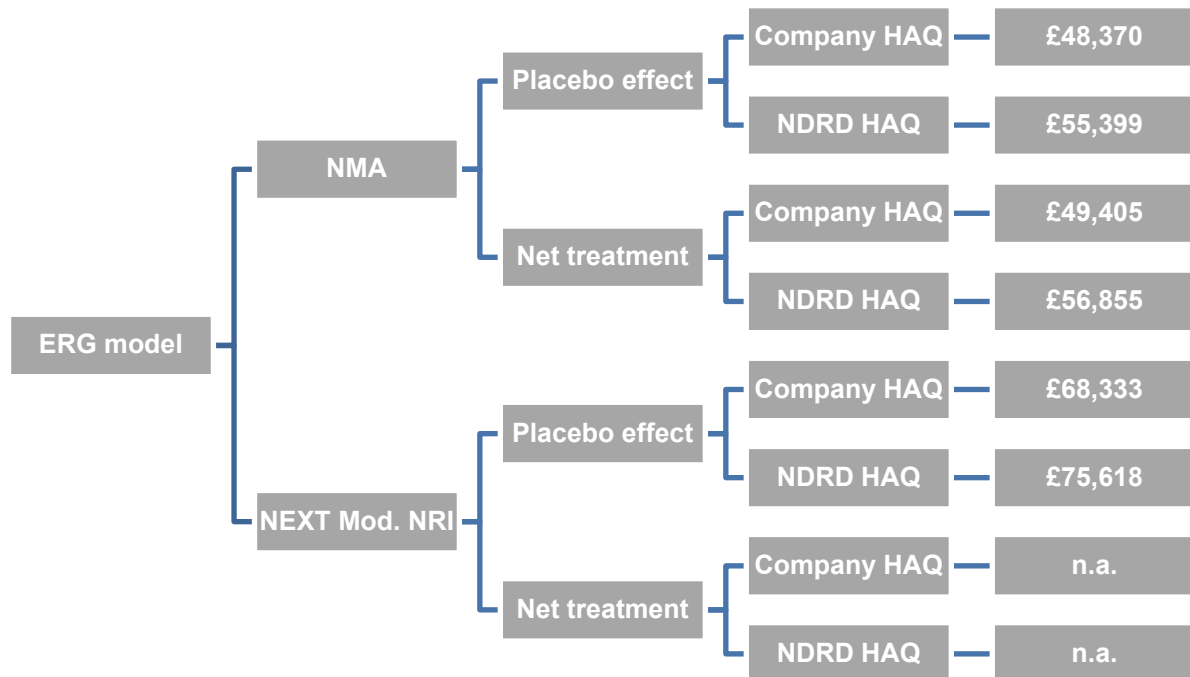 ERG model
NMA
Placebo effect
Company HAQ
£48,370
NDRD HAQ
£55,399
Net treatment
Company HAQ
£49,405
NDRD HAQ
£56,855
NEXT Mod. NRI
Placebo effect
Company HAQ
£68,333
NDRD HAQ
£75,618
Net treatment
Company HAQ
n.a.
NDRD HAQ
n.a.